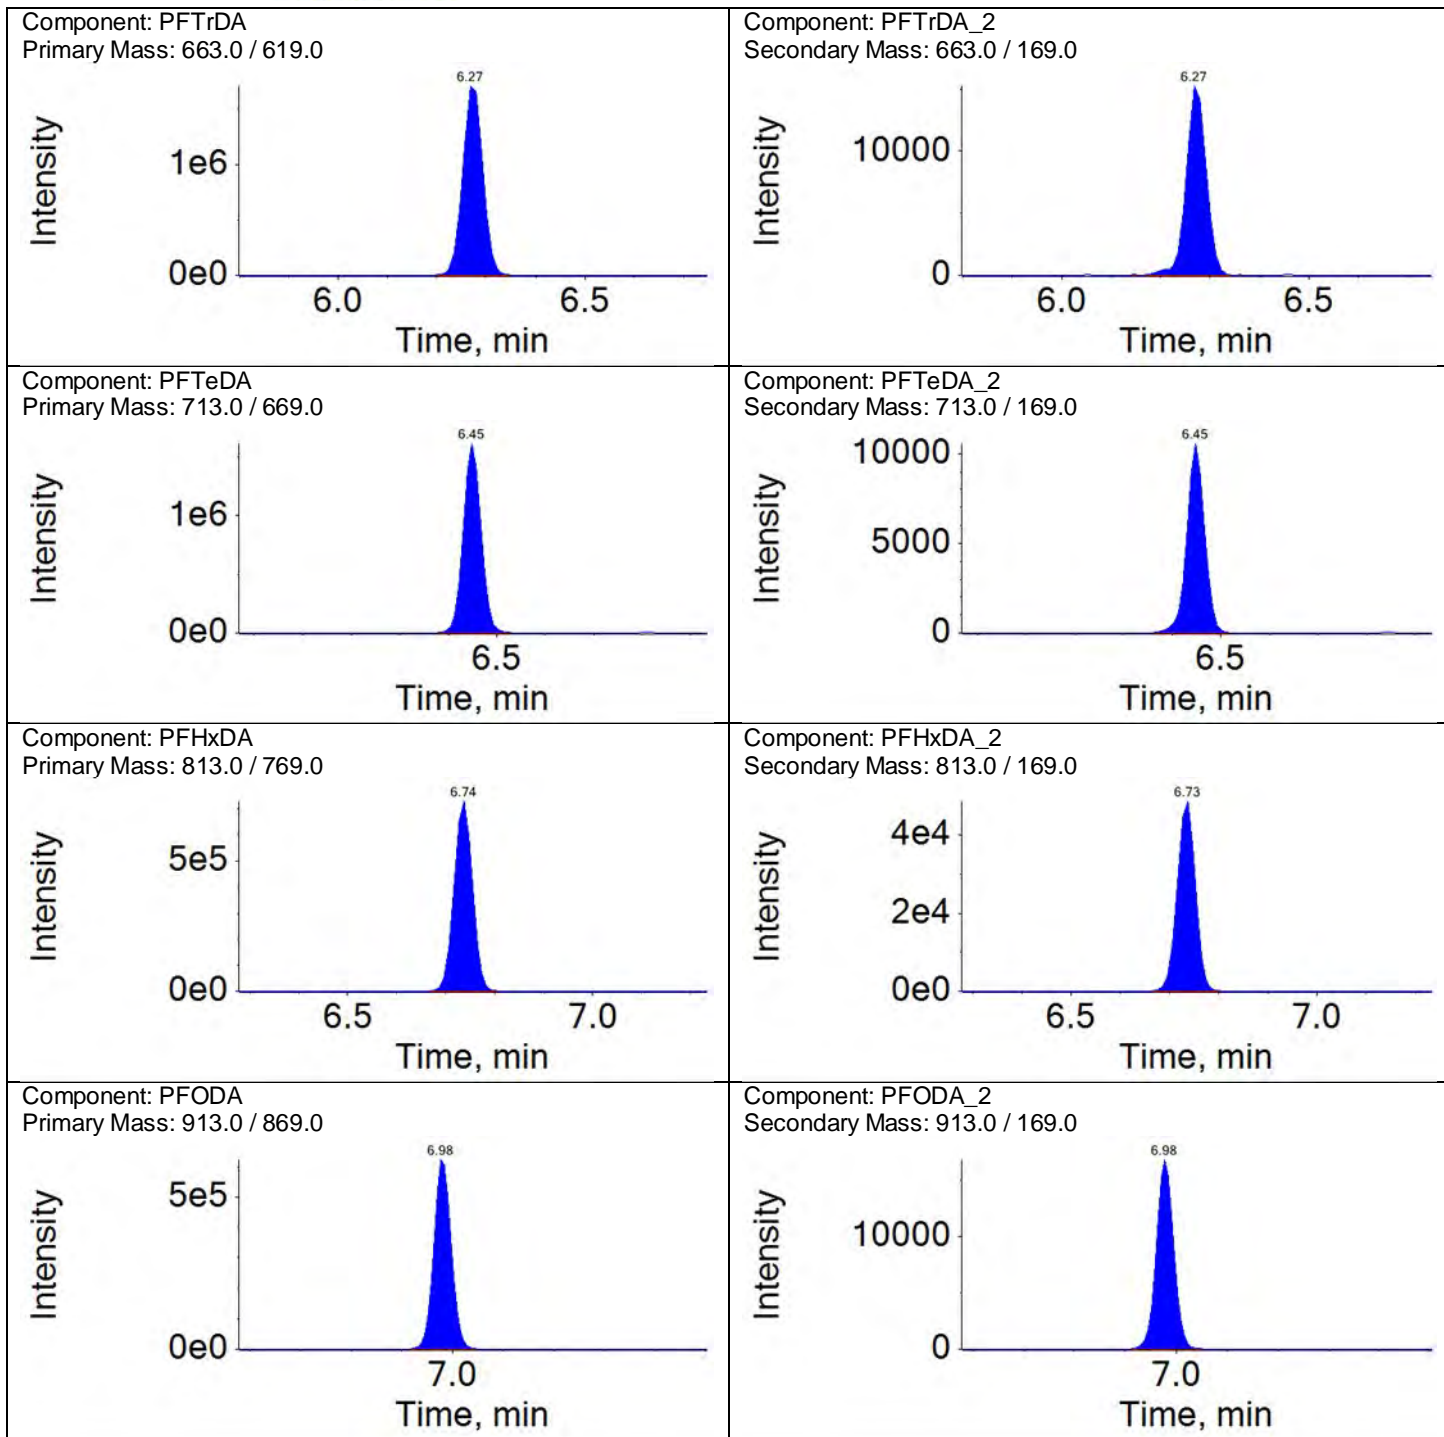 Component: PFTrDA
Primary Mass: 663.0 / 619.0
6.27
Intensity
1e6
0e0
6.0 6.5
Time, min
Component: PFTrDA_2
Secondary Mass: 663.0 / 169.0
6.27
Intensity
10000
0
6.0 6.5
Time, min
Component: PFTeDA
Primary Mass: 713.0 / 669.0
6.45
Intensity
1e6
0e0
6.5
Time, min
Component: PFTeDA_2
Secondary Mass: 713.0 / 169.0
6.45
Intensity
10000
5000
0
6.5
Time, min
Component: PFHxDA
Primary Mass: 813.0 / 769.0
6.74
Intensity
5e5
0e0
6.5 7.0
Time, min
Component: PFHxDA_2
Secondary Mass: 813.0 / 169.0
6.73
Intensity
4e4
2e4
0e0
6.5 7.0
Time, min
Component: PFODA
Primary Mass: 913.0 / 869.0
6.98
Intensity
5e5
0e0
7.0
Time, min
Component: PFODA_2
Secondary Mass: 913.0 / 169.0
6.98
Intensity
10000
0
7.0
Time, min